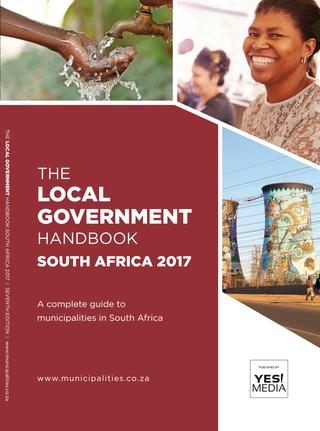 THE LOCAL GOVERNMENT HANDBOOK SOUTH AFRICA 2017 | SEVENTH EDITION | www.municipalities.co.za
THE
LOCAL
GOVERNMENT
HANDBOOK
SOUTH AFRICA 2017
A complete guide to
municipalities in South Africa
www.municipalities.co.za
PUBLISHED BY
YES!
MEDIA